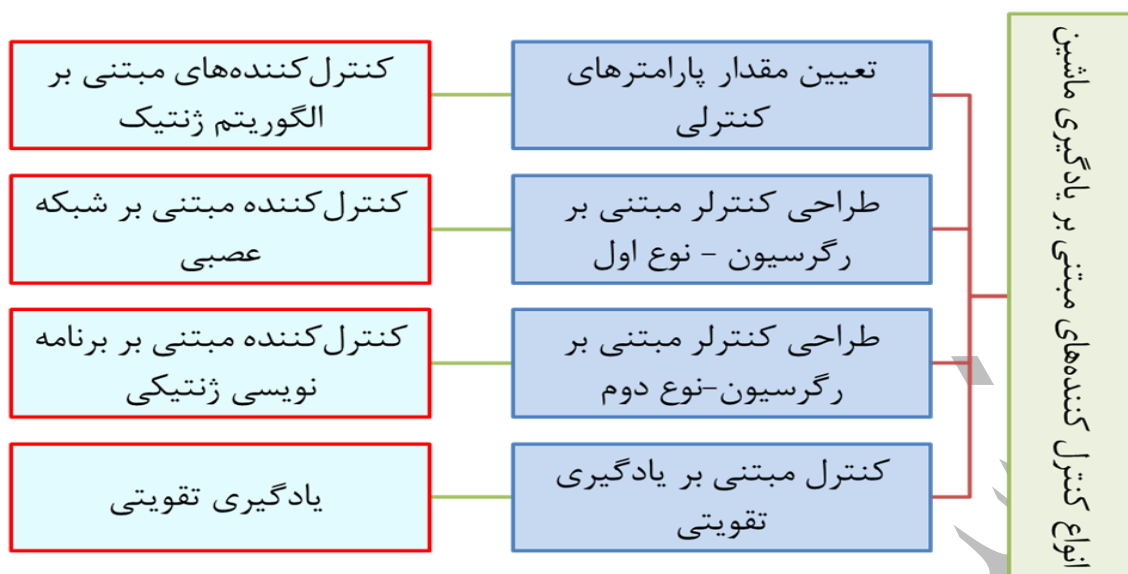 انواع کنترل کننده‌های مبتنی بر یادگیری ماشین
تعیین مقدار پارامترهای
کنترلی
کنترل‌کننده‌های مبتنی بر
الگوریتم ژنتیک
طراحی کنترلر مبتنی بر
رگرسیون - نوع اول
کنترل‌کننده مبتنی بر شبکه
عصبی
طراحی کنترلر مبتنی بر
رگرسیون-نوع دوم
کنترل‌کننده مبتنی بر برنامه
نویسی ژنتیکی
کنترل مبتنی بر یادگیری
تقویتی
یادگیری تقویتی